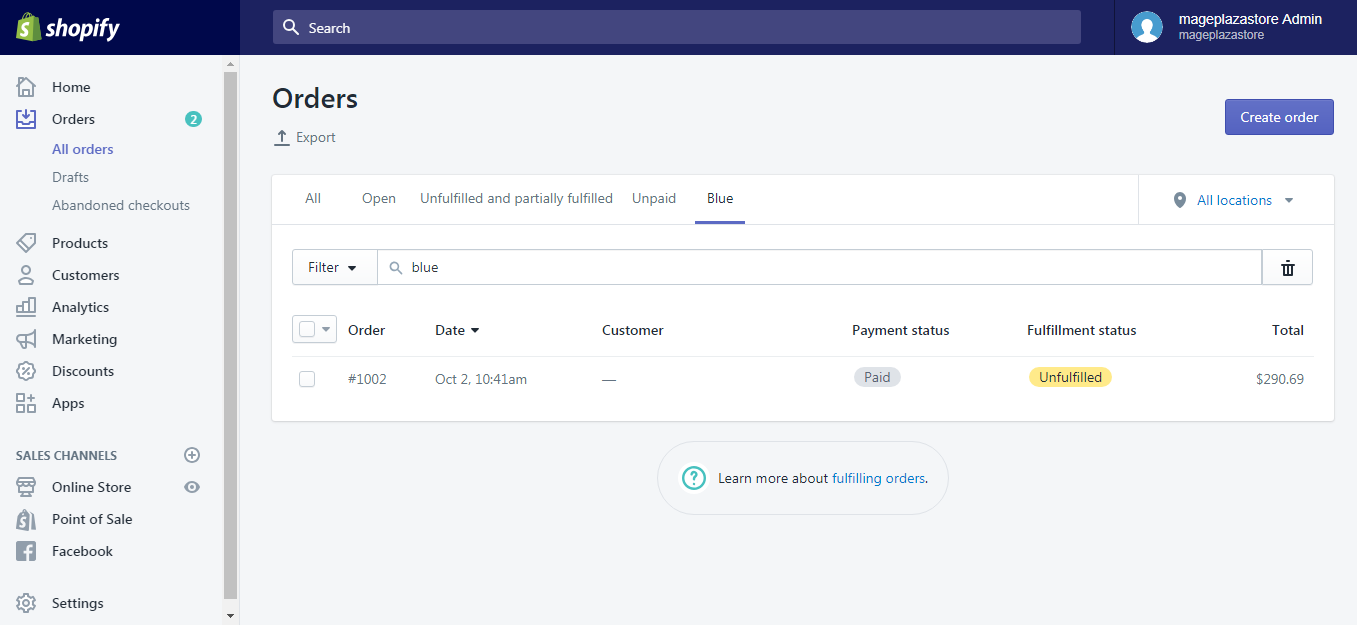 shopify
Search
mageplazastore Admin
mageplazastore
Home
Orders 2
All orders
Drafts
Abandoned checkouts
Products
Customers
Analytics
Marketing
Discounts
Apps
SALES CHANNELS
Online Store
Point of Sale
Facebook
Settings
Orders
Export
Create order
All Open Unfulfilled and partially fulfilled Unpaid Blue All locations
Filter blue
Order Date Customer Payment status Fulfillment status Total
#1002 Oct 2, 10:41am — Paid Unfulfilled $290.69
? Learn more about fulfilling orders.